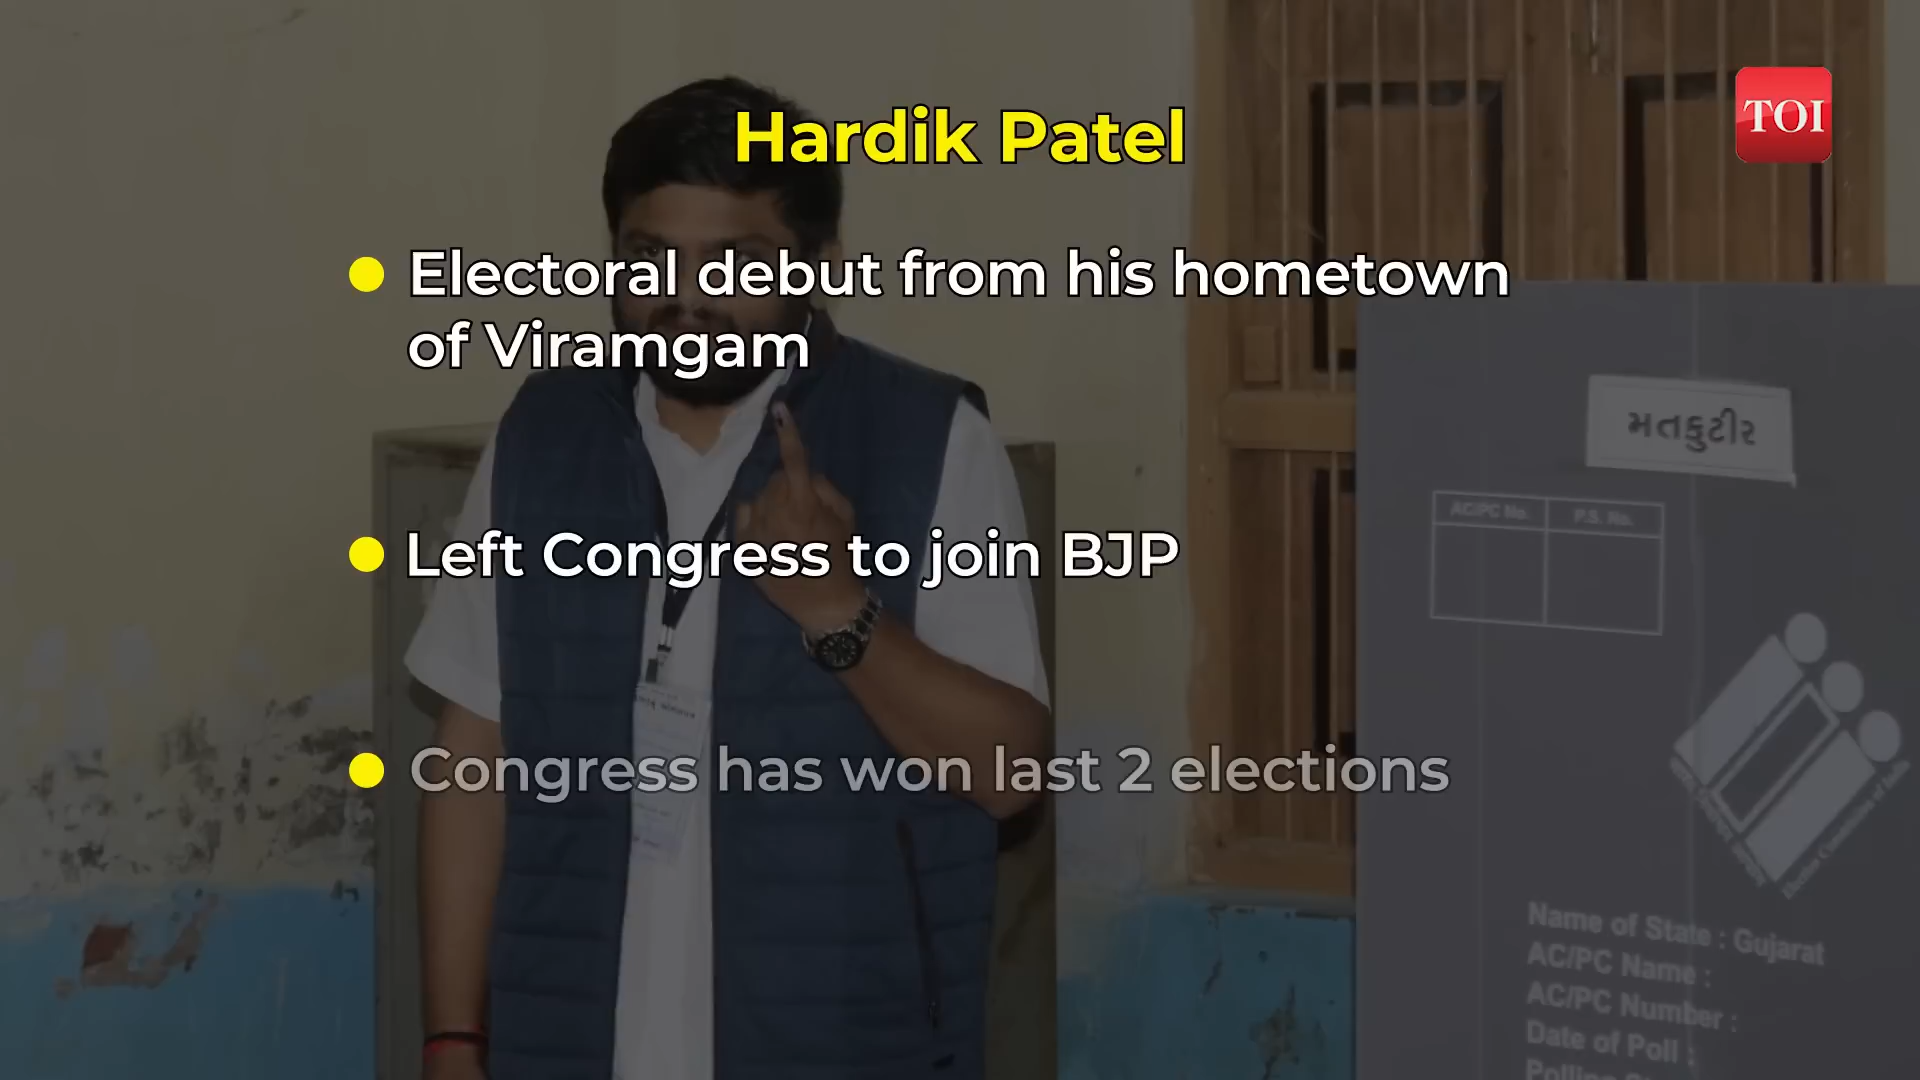 TOI
Hardik Patel
Electoral debut from his hometown
of Viramgam
Left Congress to join BJP
Congress has won last 2 elections
મતકુટીર
AC/PC No. P.S. No.
Name of State : Gujarat
AC/PC Name :
AC/PC Number :
Date of Poll :